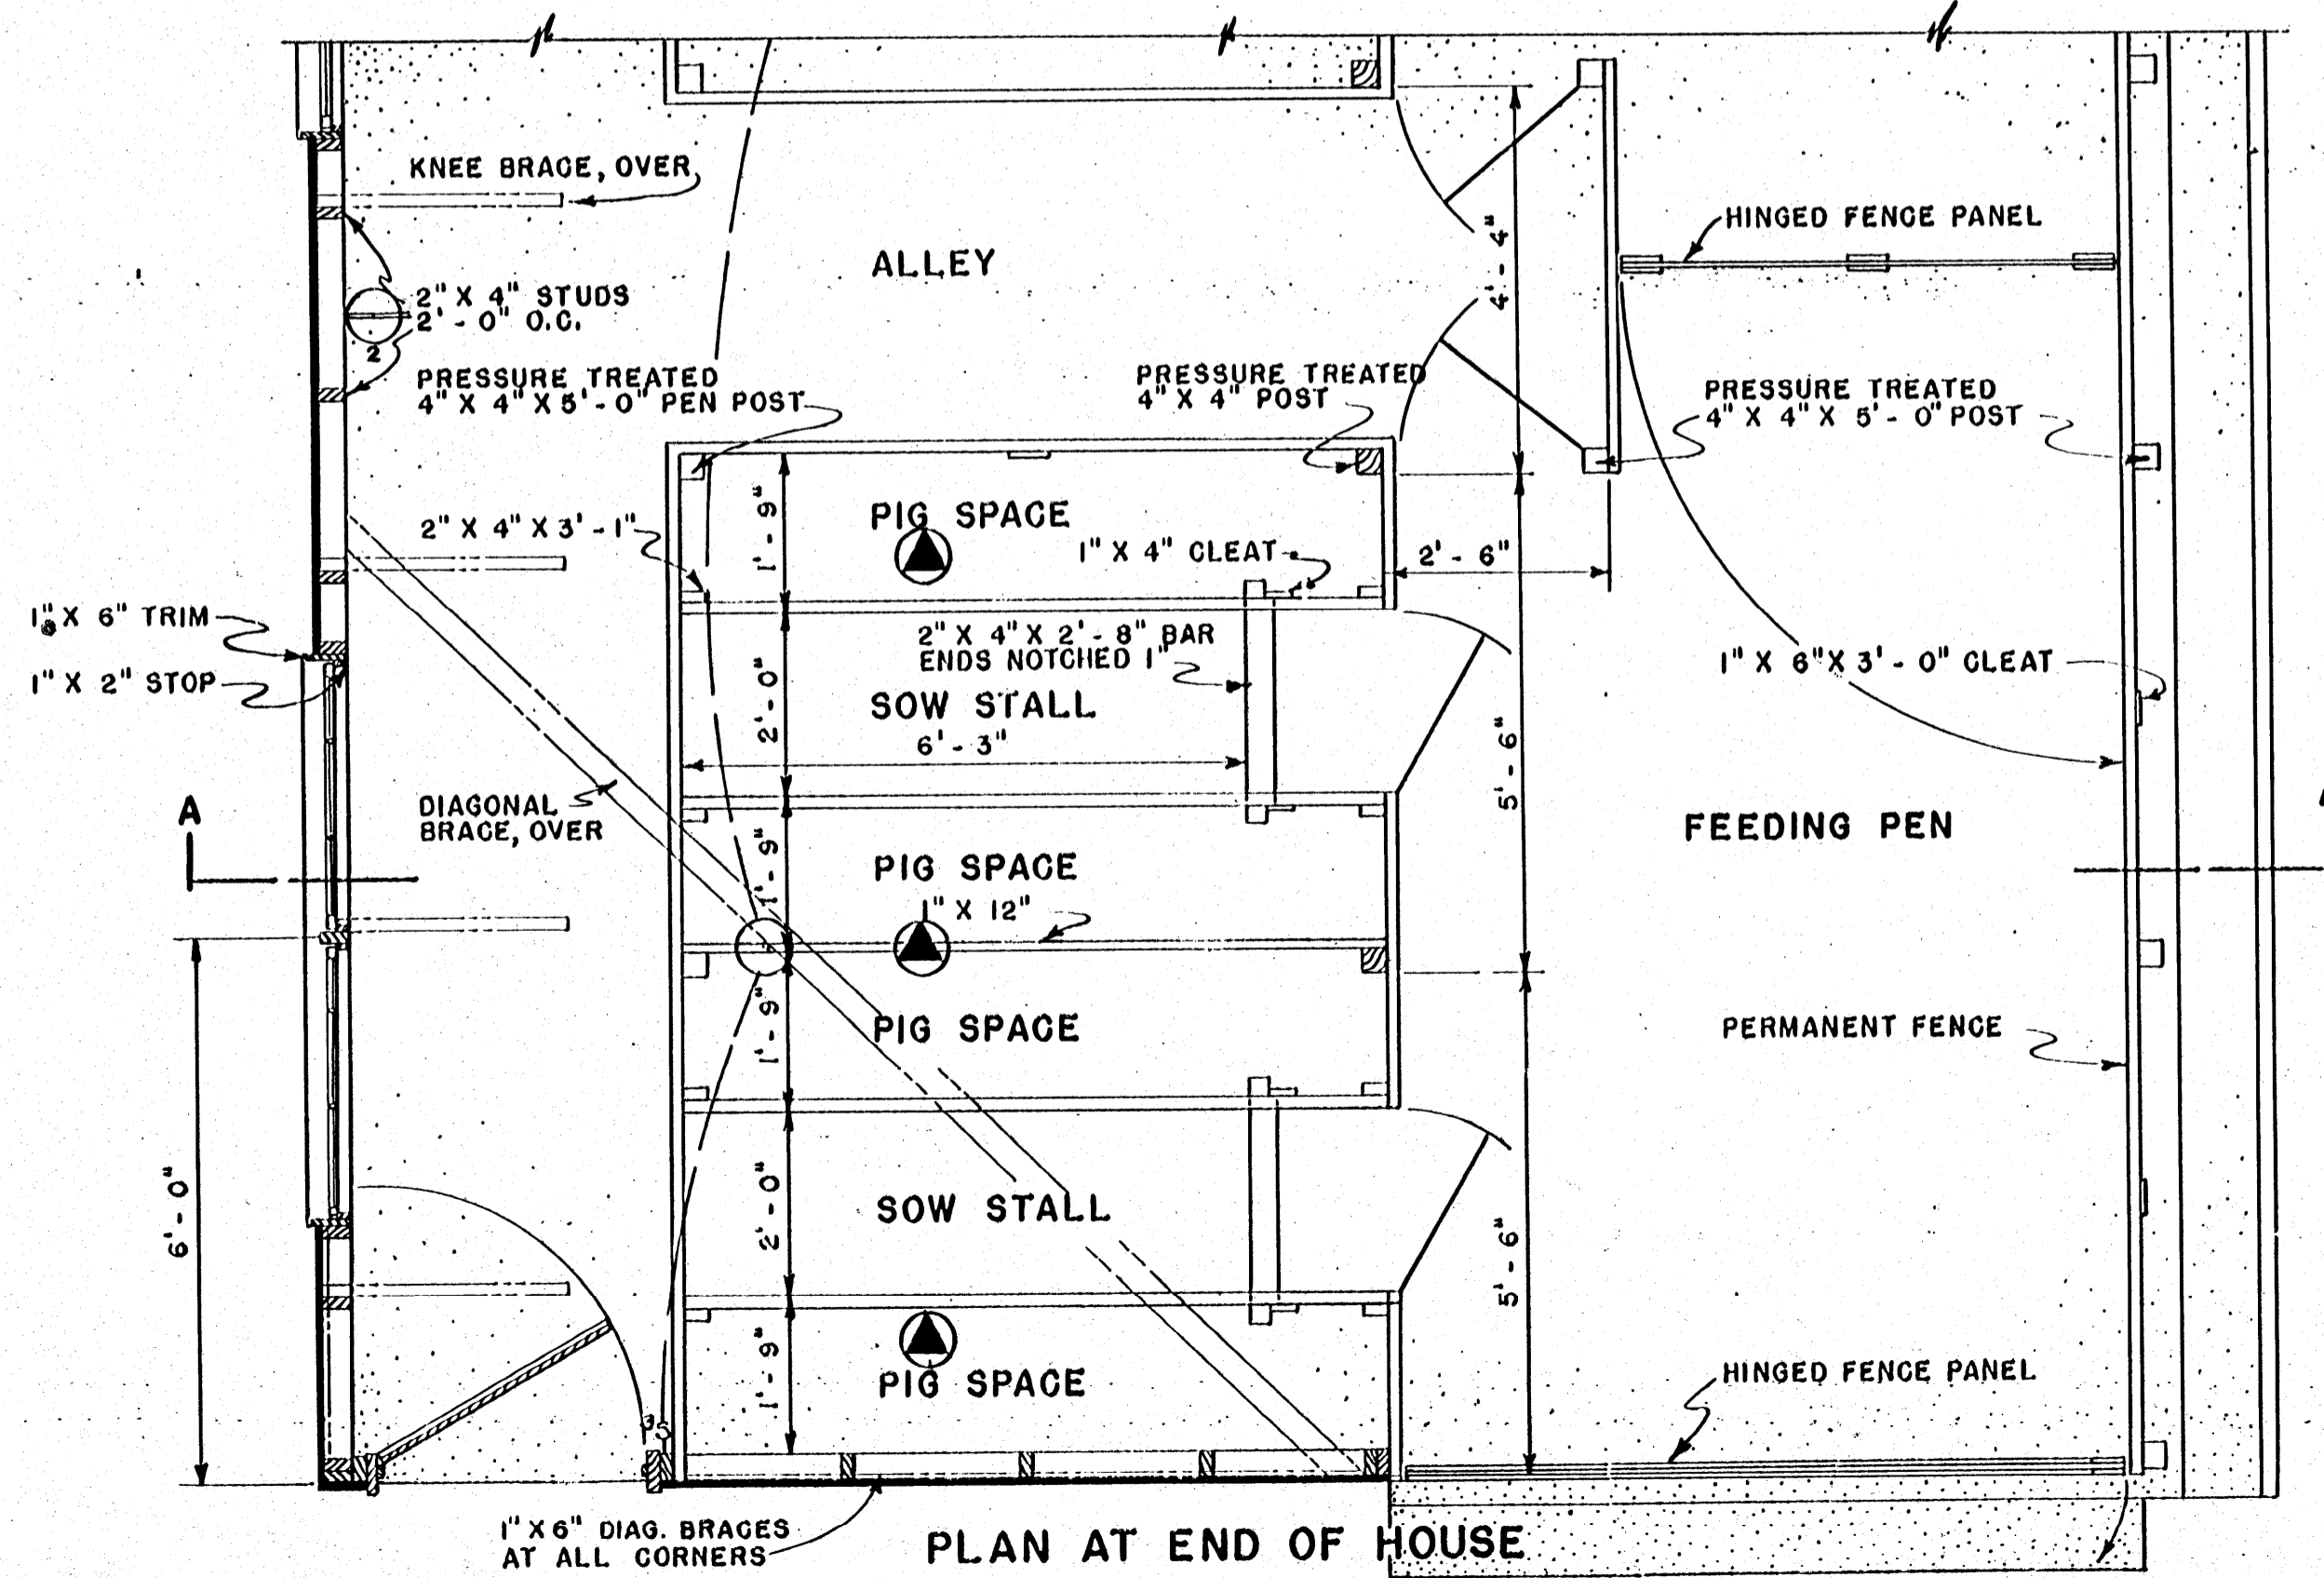 KNEE BRACE, OVER
ALLEY
4'-4"
HINGED FENCE PANEL
2" X 4" STUDS
2'-0" O.C.
2
PRESSURE TREATED
4" X 4" X 5'-0" PEN POST
PRESSURE TREATED
4" X 4" POST
PRESSURE TREATED
4" X 4" X 5'-0" POST
2" X 4" X 3'-1"
1'-9"
PIG SPACE
1" X 4" CLEAT
2'-6"
1" X 6" TRIM
1" X 2" STOP
2" X 4" X 2'-8" BAR
ENDS NOTCHED 1"
2'-0"
SOW STALL
6'-3"
1" X 6" X 3'-0" CLEAT
5'-6"
A
DIAGONAL
BRACE, OVER
1'-9"
PIG SPACE
1" X 12"
FEEDING PEN
1'-9"
PIG SPACE
PERMANENT FENCE
6'-0"
2'-0"
SOW STALL
5'-6"
1'-9"
PIG SPACE
HINGED FENCE PANEL
3
5
1" X 6" DIAG. BRACES
AT ALL CORNERS
PLAN AT END OF HOUSE